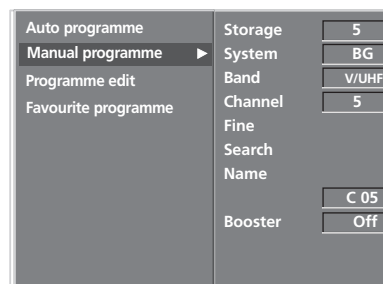 Auto programme
Manual programme ▶
Programme edit
Favourite programme
Storage 5
System BG
Band V/UHF
Channel 5
Fine
Search
Name
C 05
Booster Off